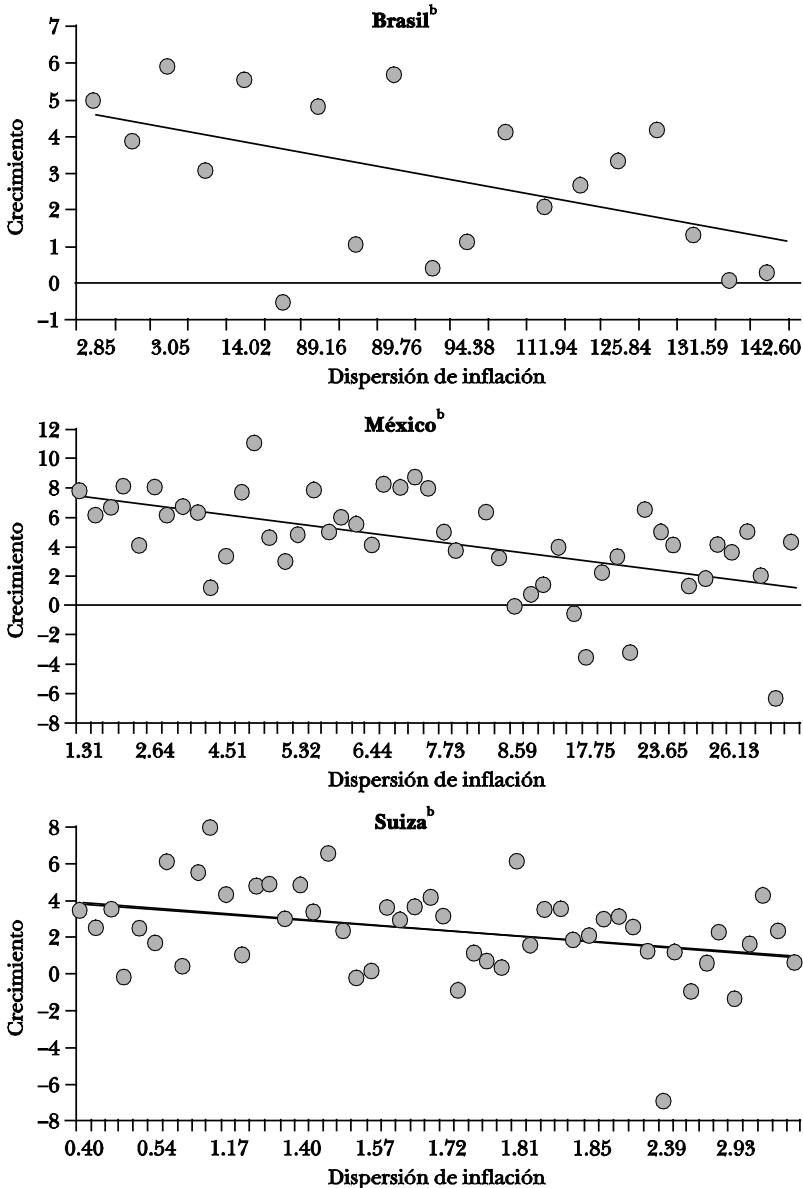 Brasil^b
7
6
5
4
3
2
1
0
–1
Crecimiento
2.85 3.05 14.02 89.16 89.76 94.38 111.94 125.84 131.59 142.60
Dispersión de inflación
México^b
12
10
8
6
4
2
0
–2
–4
–6
–8
Crecimiento
1.31 2.64 4.51 5.32 6.44 7.73 8.59 17.75 23.65 26.13
Dispersión de inflación
Suiza^b
8
6
4
2
0
–2
–4
–6
–8
Crecimiento
0.40 0.54 1.17 1.40 1.57 1.72 1.81 1.85 2.39 2.93
Dispersión de inflación